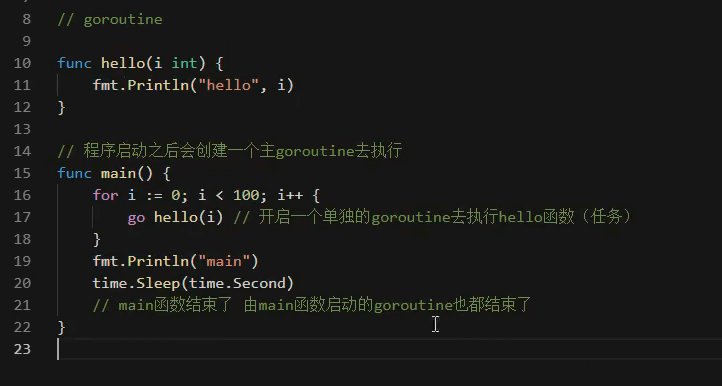 8 // goroutine
9
10 func hello(i int) {
11     fmt.Println("hello", i)
12 }
13
14 // 程序启动之后会创建一个主goroutine去执行
15 func main() {
16     for i := 0; i < 100; i++ {
17         go hello(i) // 开启一个单独的goroutine去执行hello函数（任务）
18     }
19     fmt.Println("main")
20     time.Sleep(time.Second)
21     // main函数结束了 由main函数启动的goroutine也都结束了
22 }
23